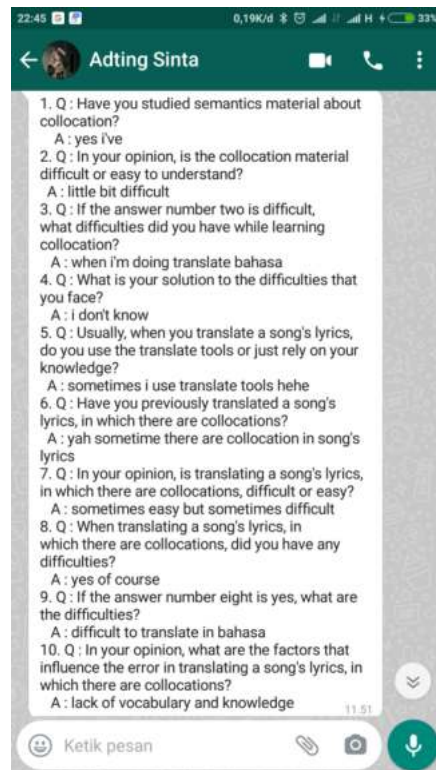 22:45 0,19K/d H 33%
Adting Sinta
1. Q : Have you studied semantics material about
collocation?
A : yes i've
2. Q : In your opinion, is the collocation material
difficult or easy to understand?
A : little bit difficult
3. Q : If the answer number two is difficult,
what difficulties did you have while learning
collocation?
A : when i'm doing translate bahasa
4. Q : What is your solution to the difficulties that
you face?
A : i don't know
5. Q : Usually, when you translate a song's lyrics,
do you use the translate tools or just rely on your
knowledge?
A : sometimes i use translate tools hehe
6. Q : Have you previously translated a song's
lyrics, in which there are collocations?
A : yah sometime there are collocation in song's
lyrics
7. Q : In your opinion, is translating a song's lyrics,
in which there are collocations, difficult or easy?
A : sometimes easy but sometimes difficult
8. Q : When translating a song's lyrics, in
which there are collocations, did you have any
difficulties?
A : yes of course
9. Q : If the answer number eight is yes, what are
the difficulties?
A : difficult to translate in bahasa
10. Q : In your opinion, what are the factors that
influence the error in translating a song's lyrics, in
which there are collocations?
A : lack of vocabulary and knowledge
11.51
Ketik pesan